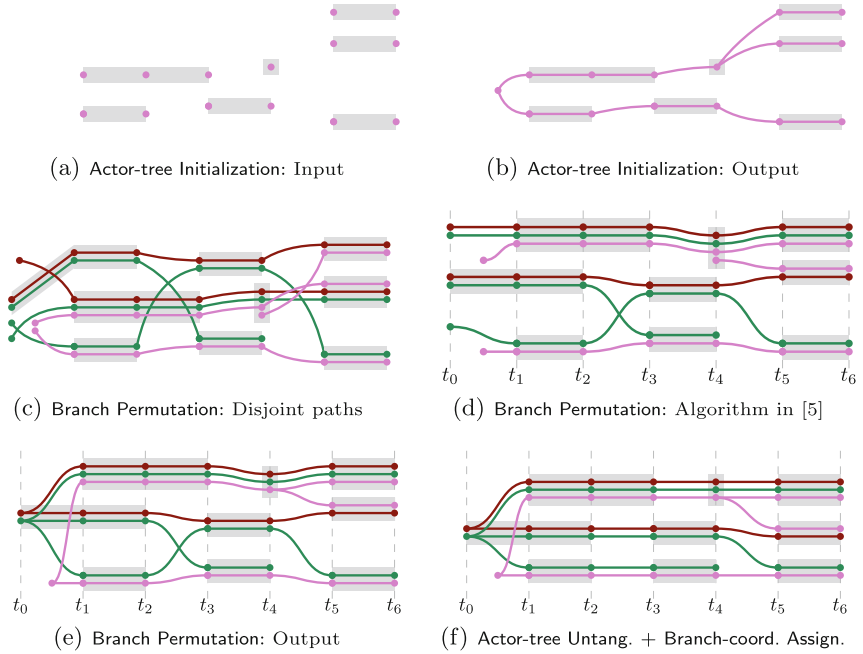 (a) Actor-tree Initialization: Input
(b) Actor-tree Initialization: Output
(c) Branch Permutation: Disjoint paths
t0 t1 t2 t3 t4 t5 t6
(d) Branch Permutation: Algorithm in [5]
t0 t1 t2 t3 t4 t5 t6
(e) Branch Permutation: Output
t0 t1 t2 t3 t4 t5 t6
(f) Actor-tree Untang. + Branch-coord. Assign.